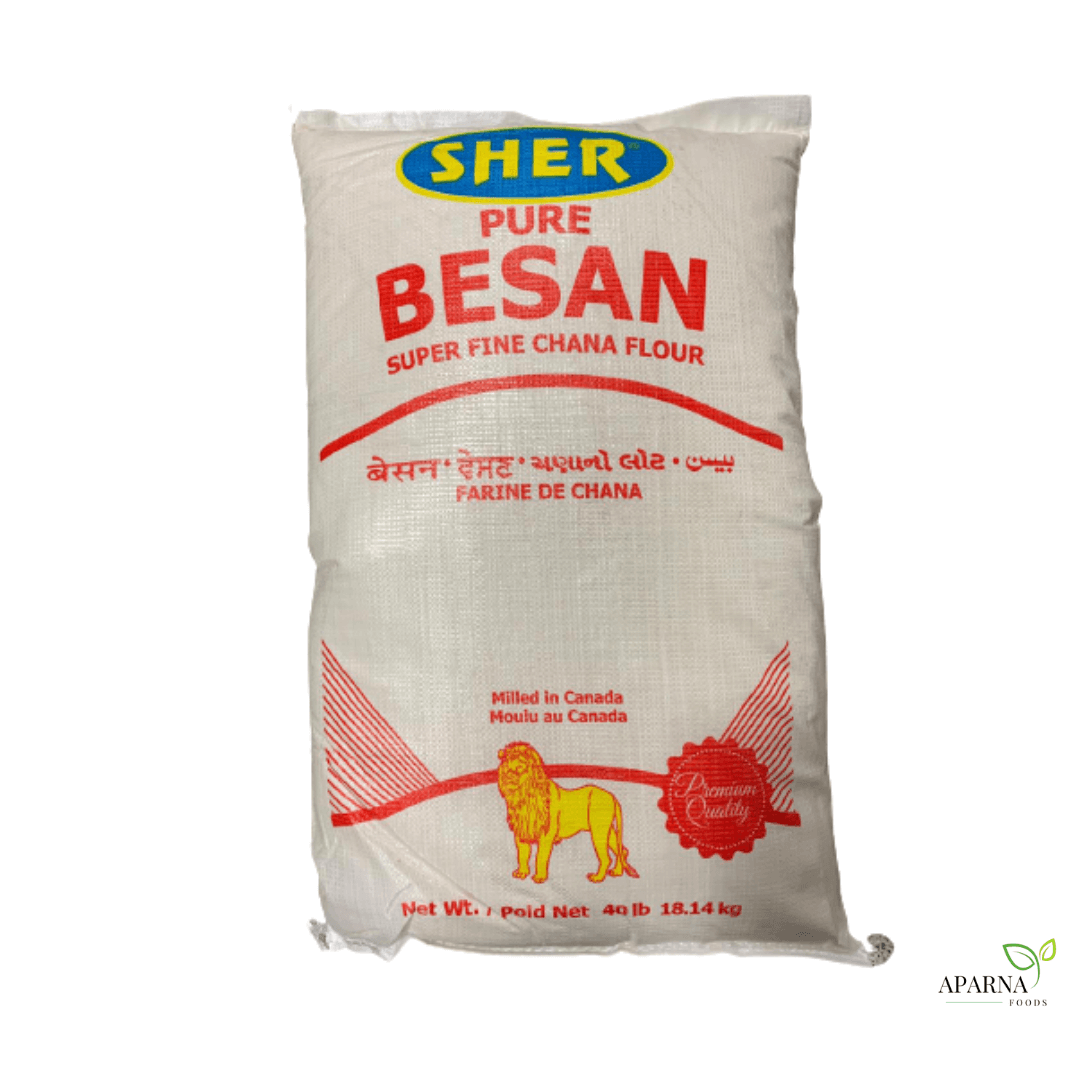 SHER
PURE
BESAN
SUPER FINE CHANA FLOUR
बेसन • ਵੇਸਣ • ચણાનો લોટ • بيسن
FARINE DE CHANA
Milled in Canada
Moulu au Canada
Premium
Quality
Net Wt. / Poid Net 40 lb 18.14 kg
APARNA
FOODS